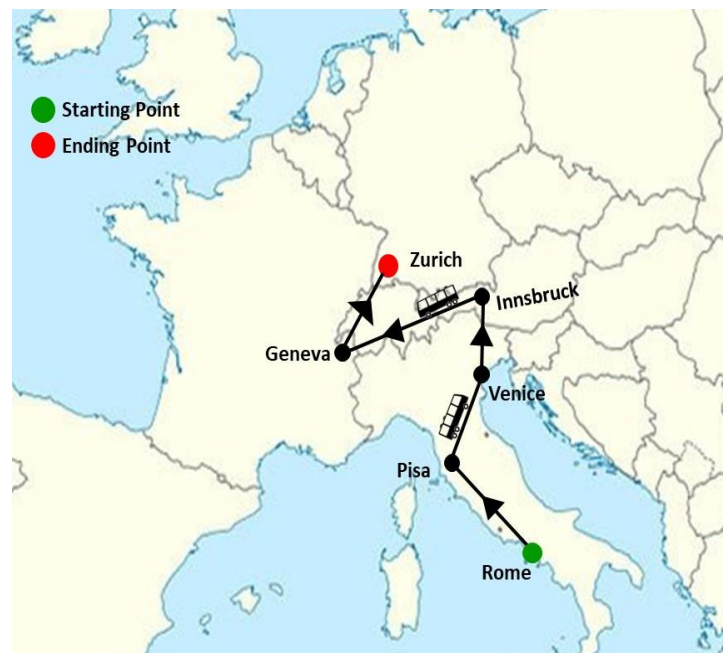 Starting Point
Ending Point
Zurich
Innsbruck
Geneva
Venice
Pisa
Rome